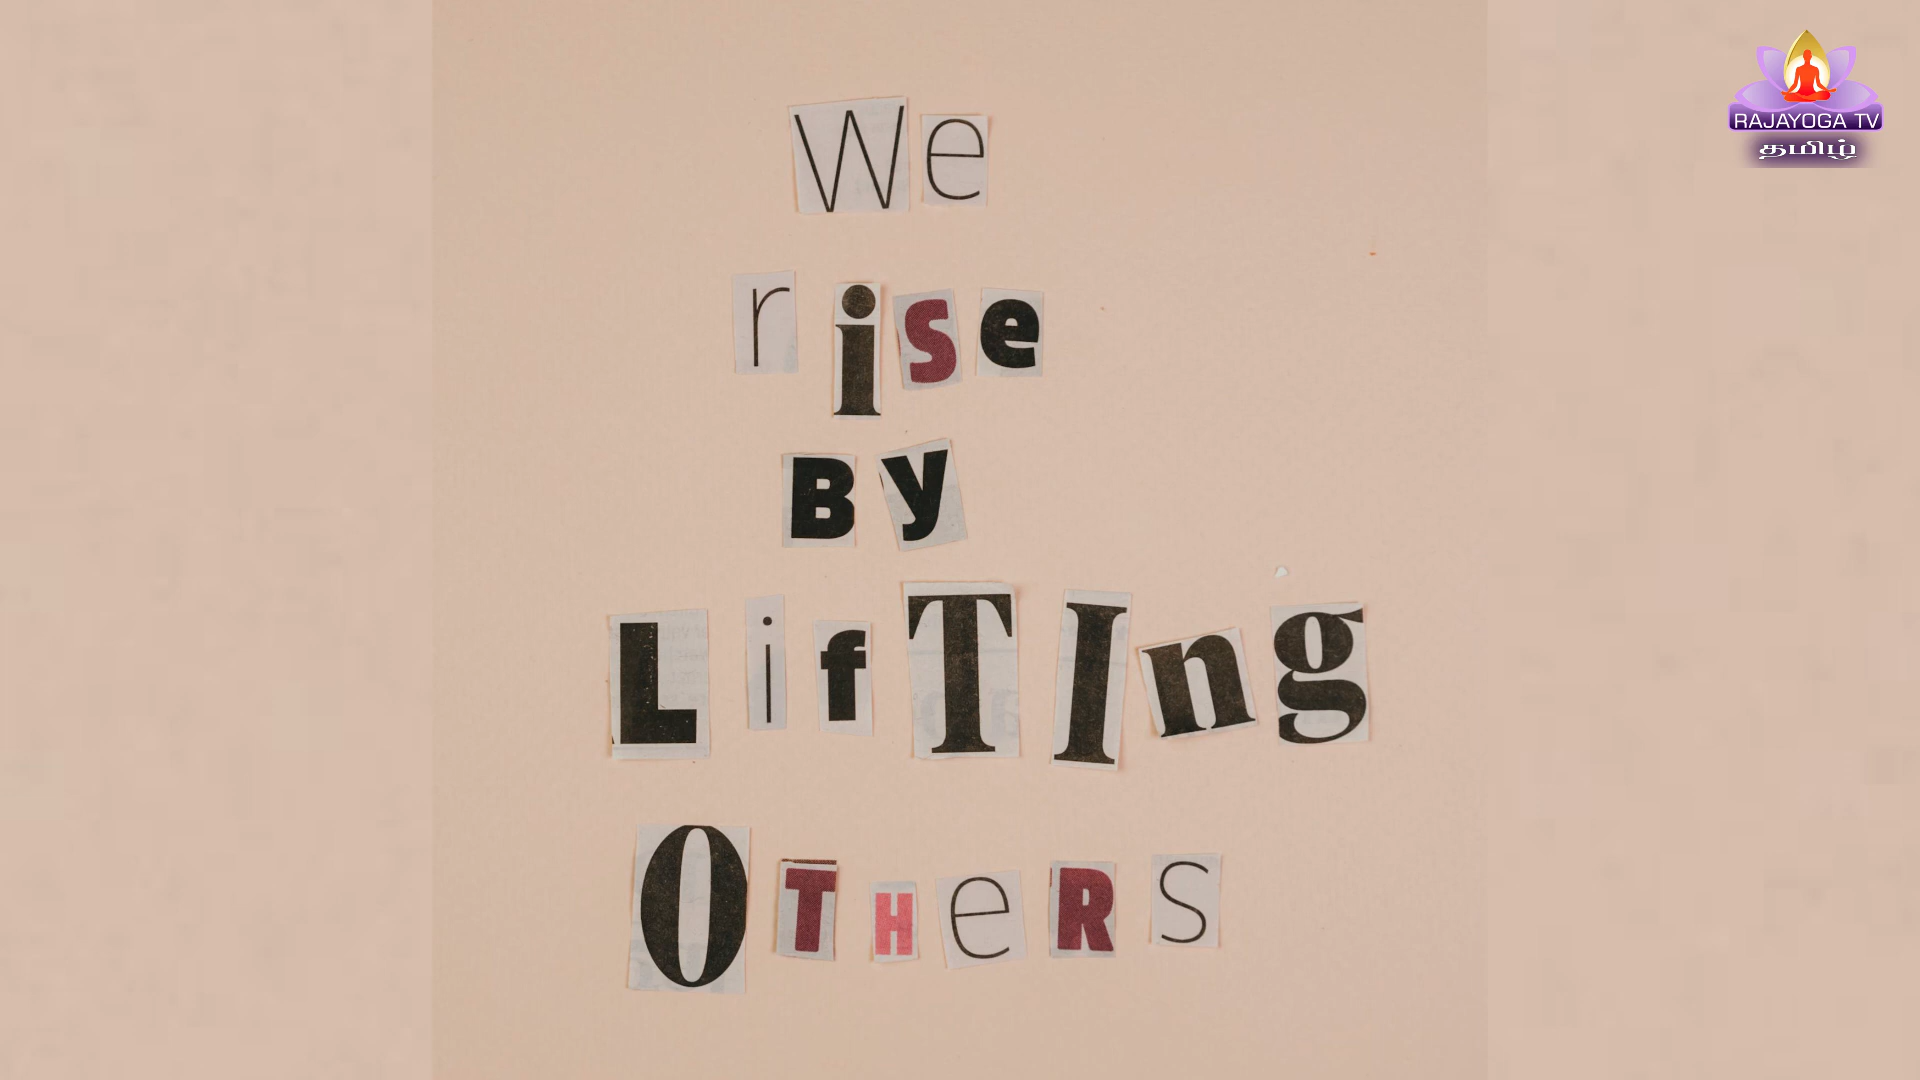 We
rise
By
LifTIng
OTHeRs
RAJAYOGA TV
தமிழ்